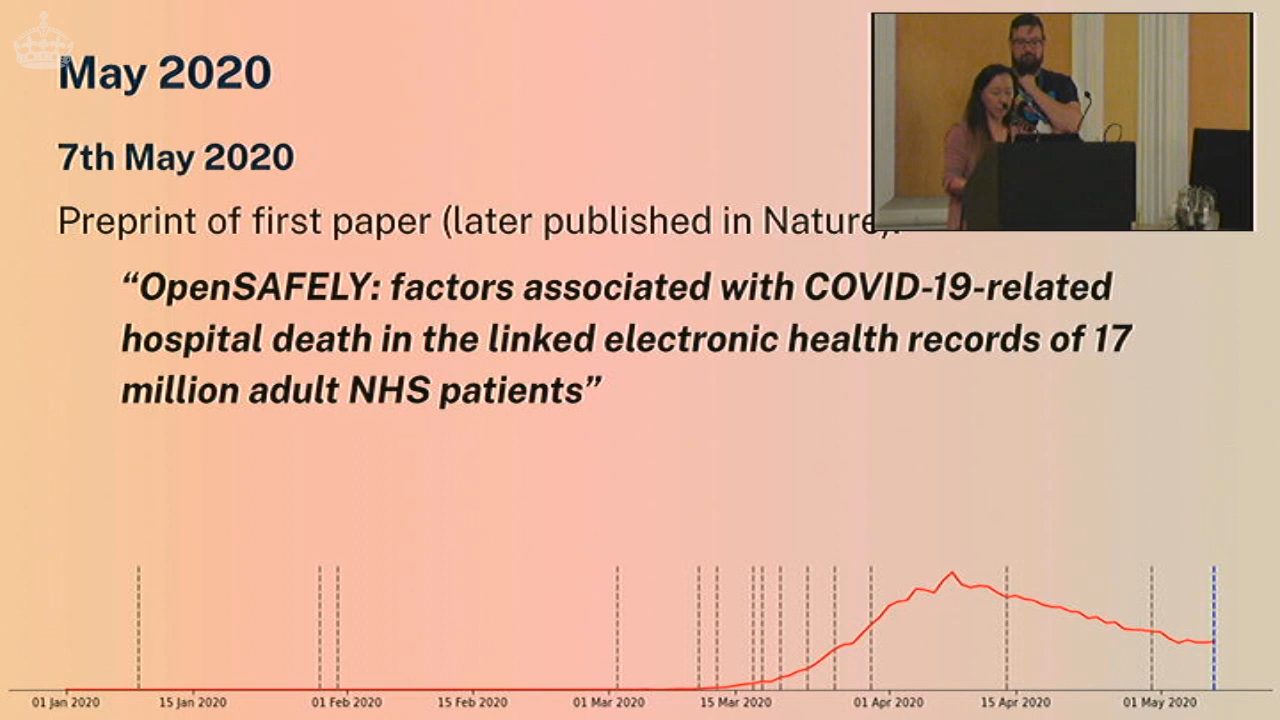 May 2020
7th May 2020
Preprint of first paper (later published in Nature).
“OpenSAFELY: factors associated with COVID-19-related
hospital death in the linked electronic health records of 17
million adult NHS patients”
01 Jan 2020
15 Jan 2020
01 Feb 2020
15 Feb 2020
01 Mar 2020
15 Mar 2020
01 Apr 2020
15 Apr 2020
01 May 2020